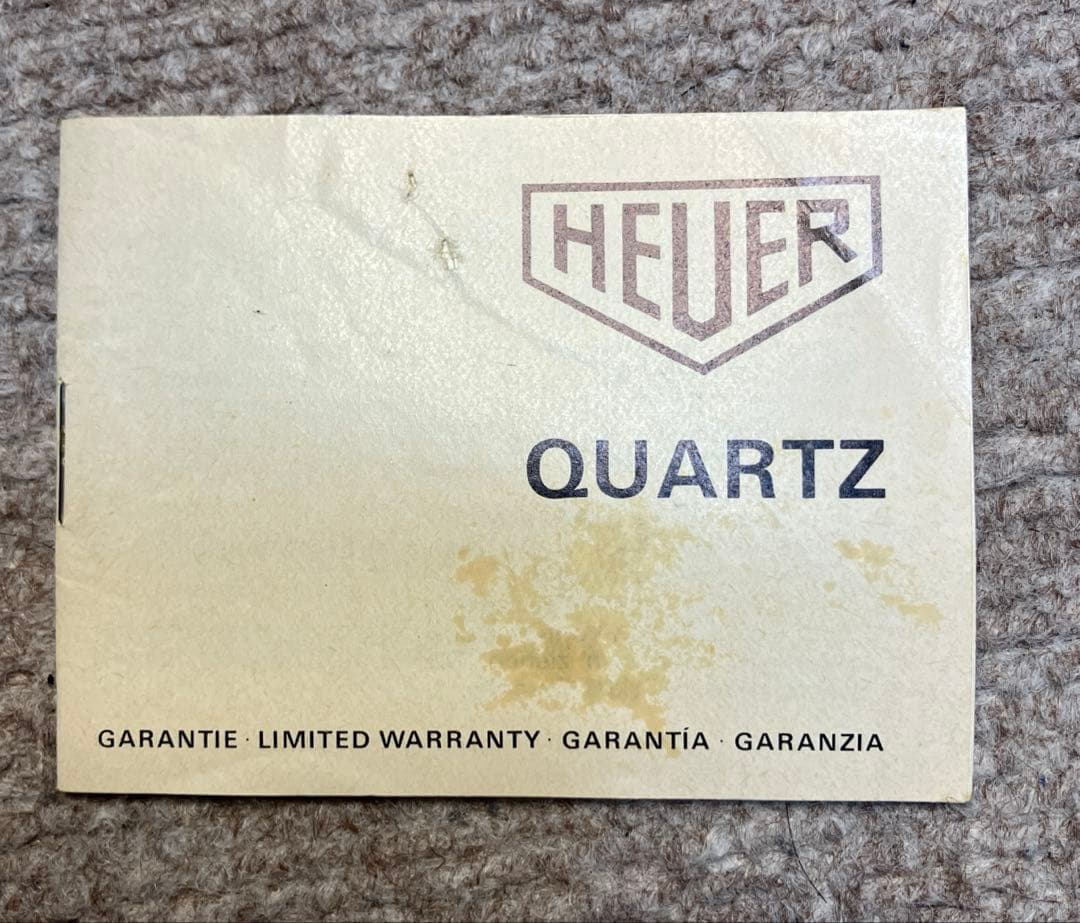 HEUER
QUARTZ
GARANTIE · LIMITED WARRANTY · GARANTÍA · GARANZIA